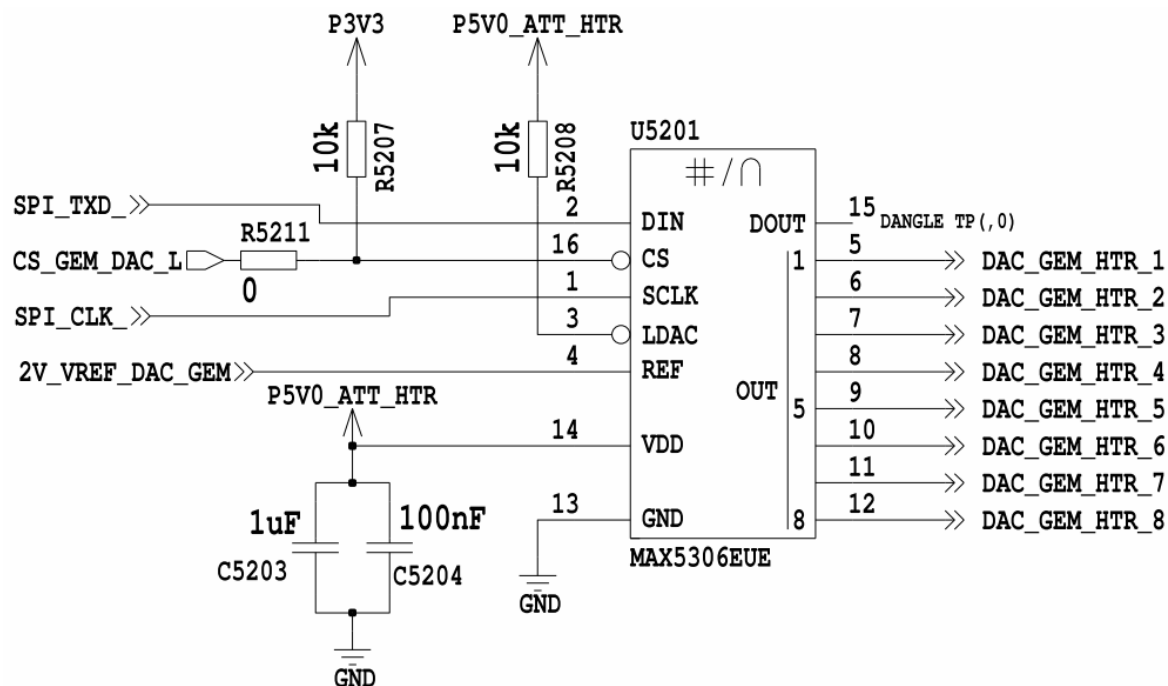 P3V3 P5V0_ATT_HTR
10k R5207 10k R5208
U5201
#/∩
SPI_TXD_ 2 DIN DOUT 15 DANGLE TP(,0)
R5211
CS_GEM_DAC_L 0 16 CS 1 5 DAC_GEM_HTR_1
SPI_CLK_ 1 SCLK 6 DAC_GEM_HTR_2
3 LDAC 7 DAC_GEM_HTR_3
2V_VREF_DAC_GEM 4 REF 8 DAC_GEM_HTR_4
P5V0_ATT_HTR OUT 5 9 DAC_GEM_HTR_5
14 VDD 10 DAC_GEM_HTR_6
11 DAC_GEM_HTR_7
13 GND 8 12 DAC_GEM_HTR_8
1uF 100nF
C5203 C5204
MAX5306EUE
GND
GND